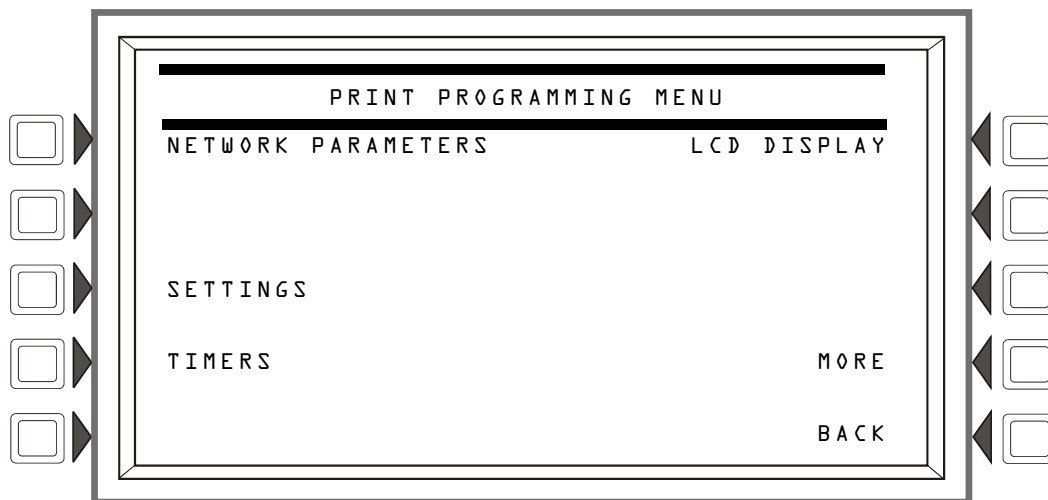 PRINT PROGRAMMING MENU
NETWORK PARAMETERS LCD DISPLAY
SETTINGS
TIMERS MORE
BACK